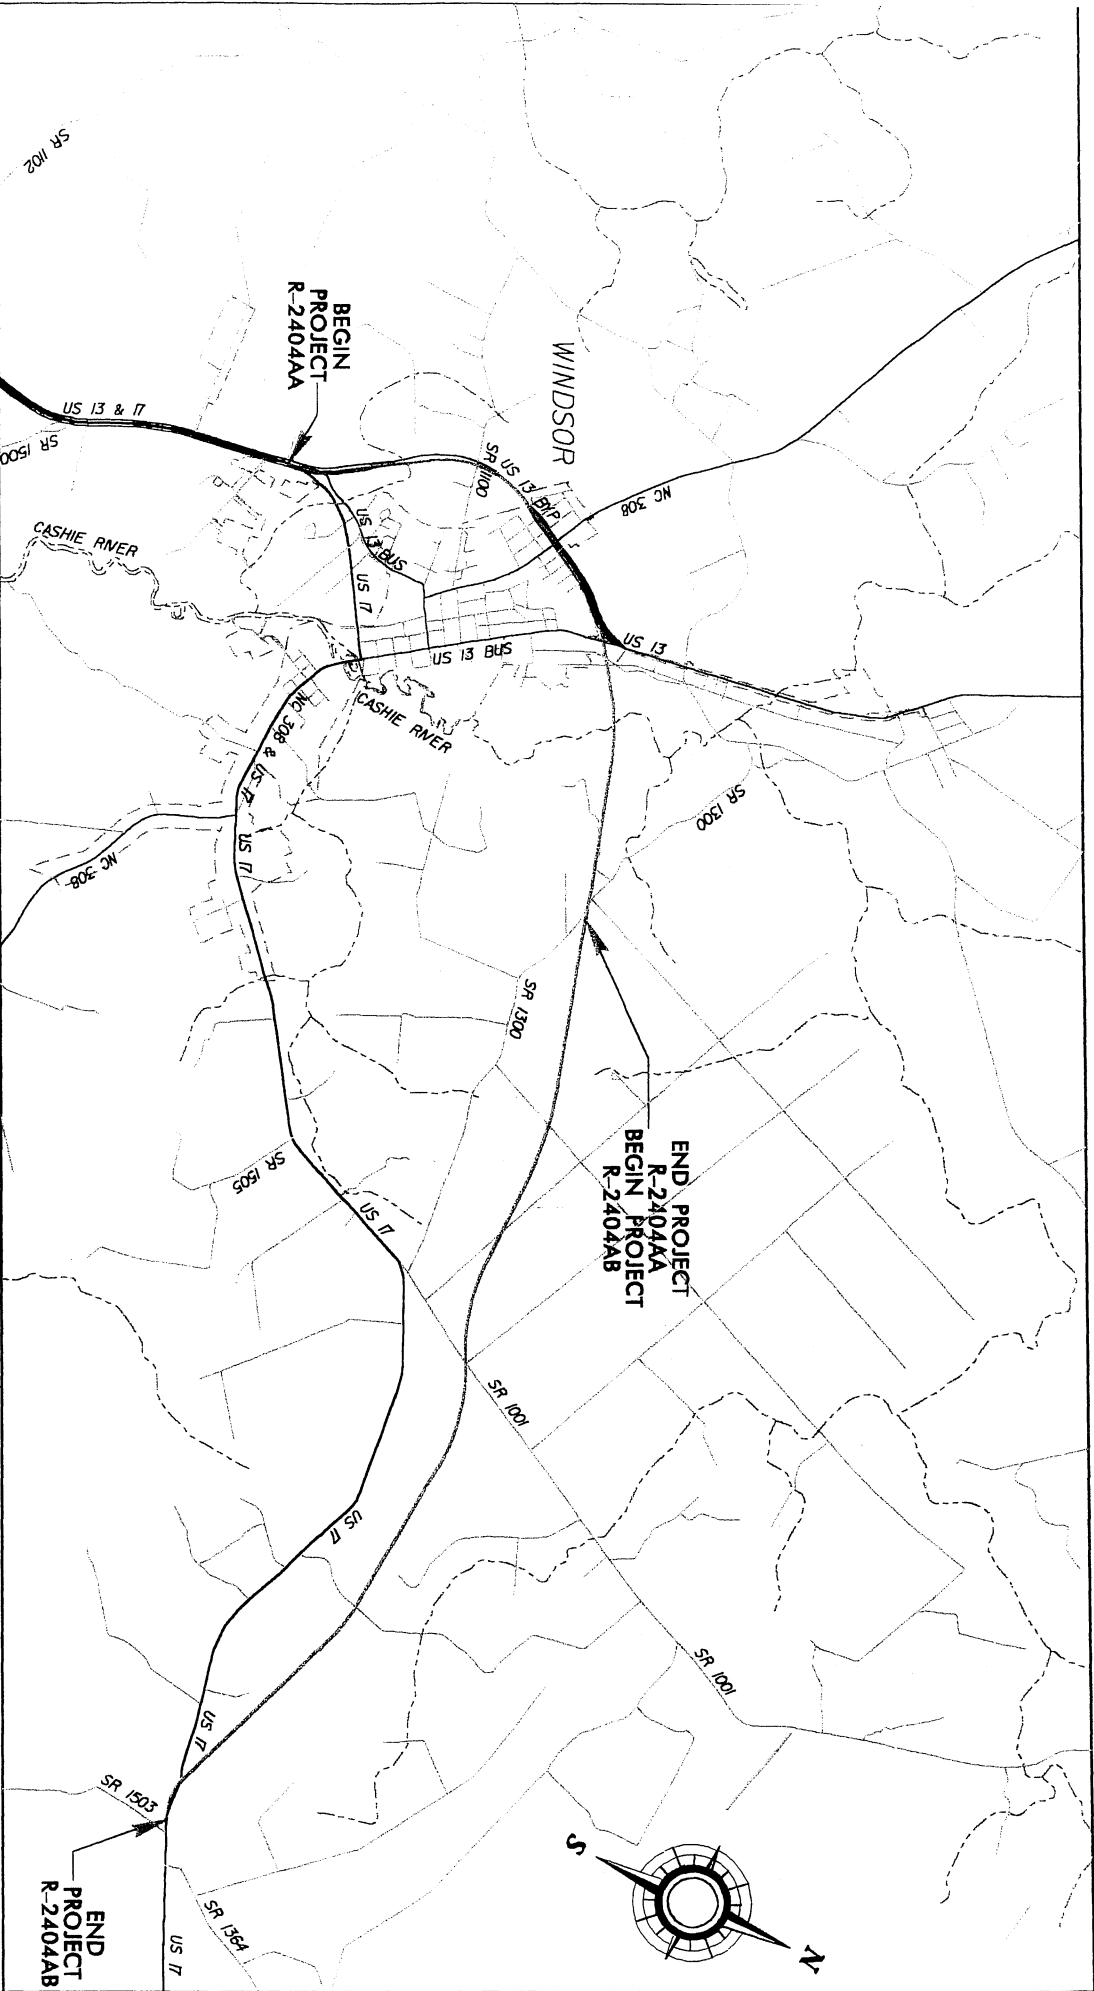 SR 1102
WINDSOR
BEGIN
PROJECT
R-2404AA
US 13 & 17
SR 1500
SR 1100
US 13 BYP
NC 308
CASHIE RIVER
US 13 BUS
US 17
US 13 BUS
US 13
CASHIE RIVER
NC 308 & US 17
US 17
NC 308
SR 1300
SR 1300
END PROJECT
R-2404AA
BEGIN PROJECT
R-2404AB
SR 1505
US 17
SR 1001
US 17
SR 1001
US 17
SR 1503
S
N
END
PROJECT
R-2404AB
SR 1364
US 17